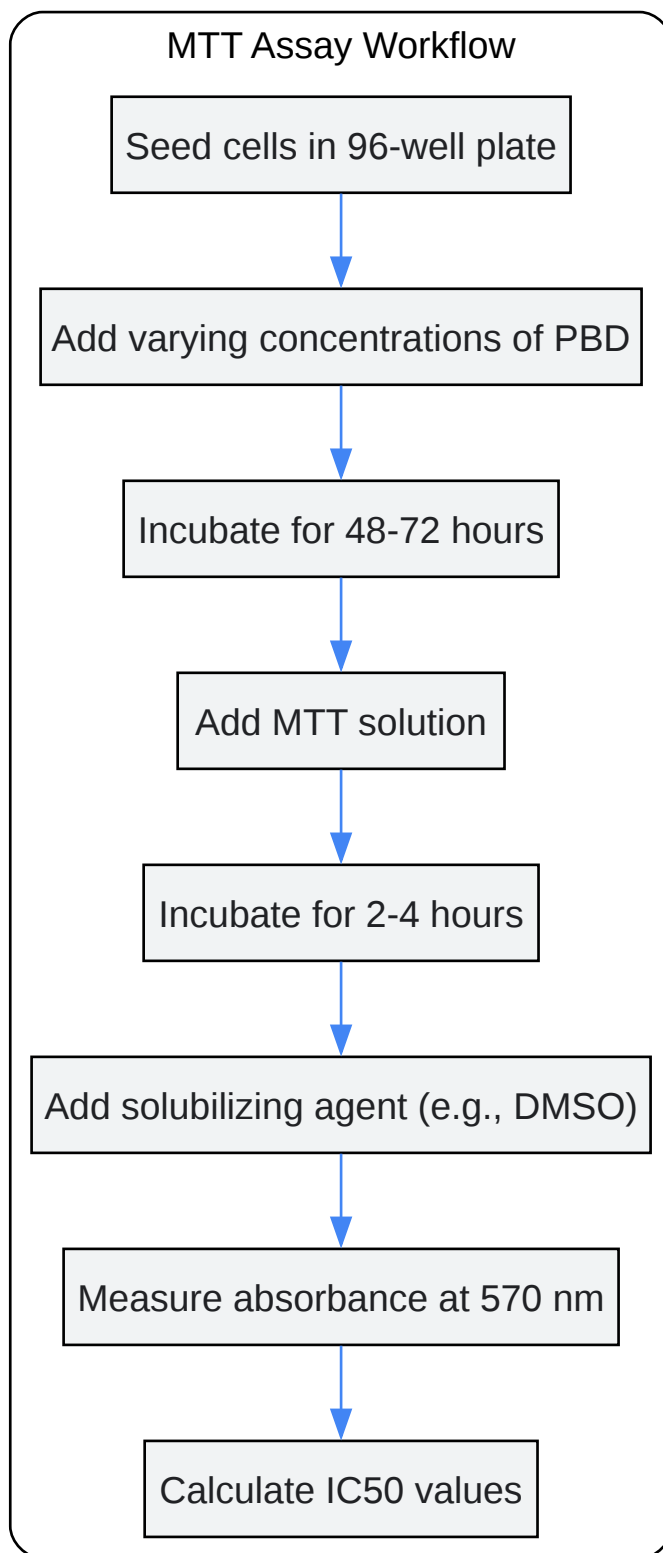 MTT Assay Workflow
Seed cells in 96-well plate
Add varying concentrations of PBD
Incubate for 48-72 hours
Add MTT solution
Incubate for 2-4 hours
Add solubilizing agent (e.g., DMSO)
Measure absorbance at 570 nm
Calculate IC50 values